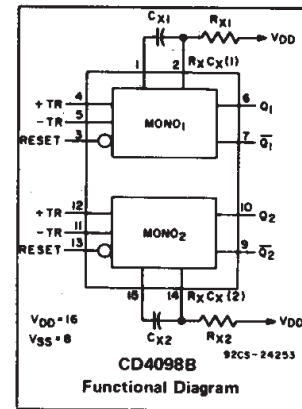 CX1
RX1
VDD
1
2
RXCX(1)
+TR
4
-TR
5
RESET
3
MONO1
6
Q1
7
Q1
+TR
12
-TR
11
RESET
13
MONO2
10
Q2
9
Q2
15
14
RXCX(2)
CX2
RX2
VDD
VDD=16
VSS=8
92CS-24253
CD4098B
Functional Diagram